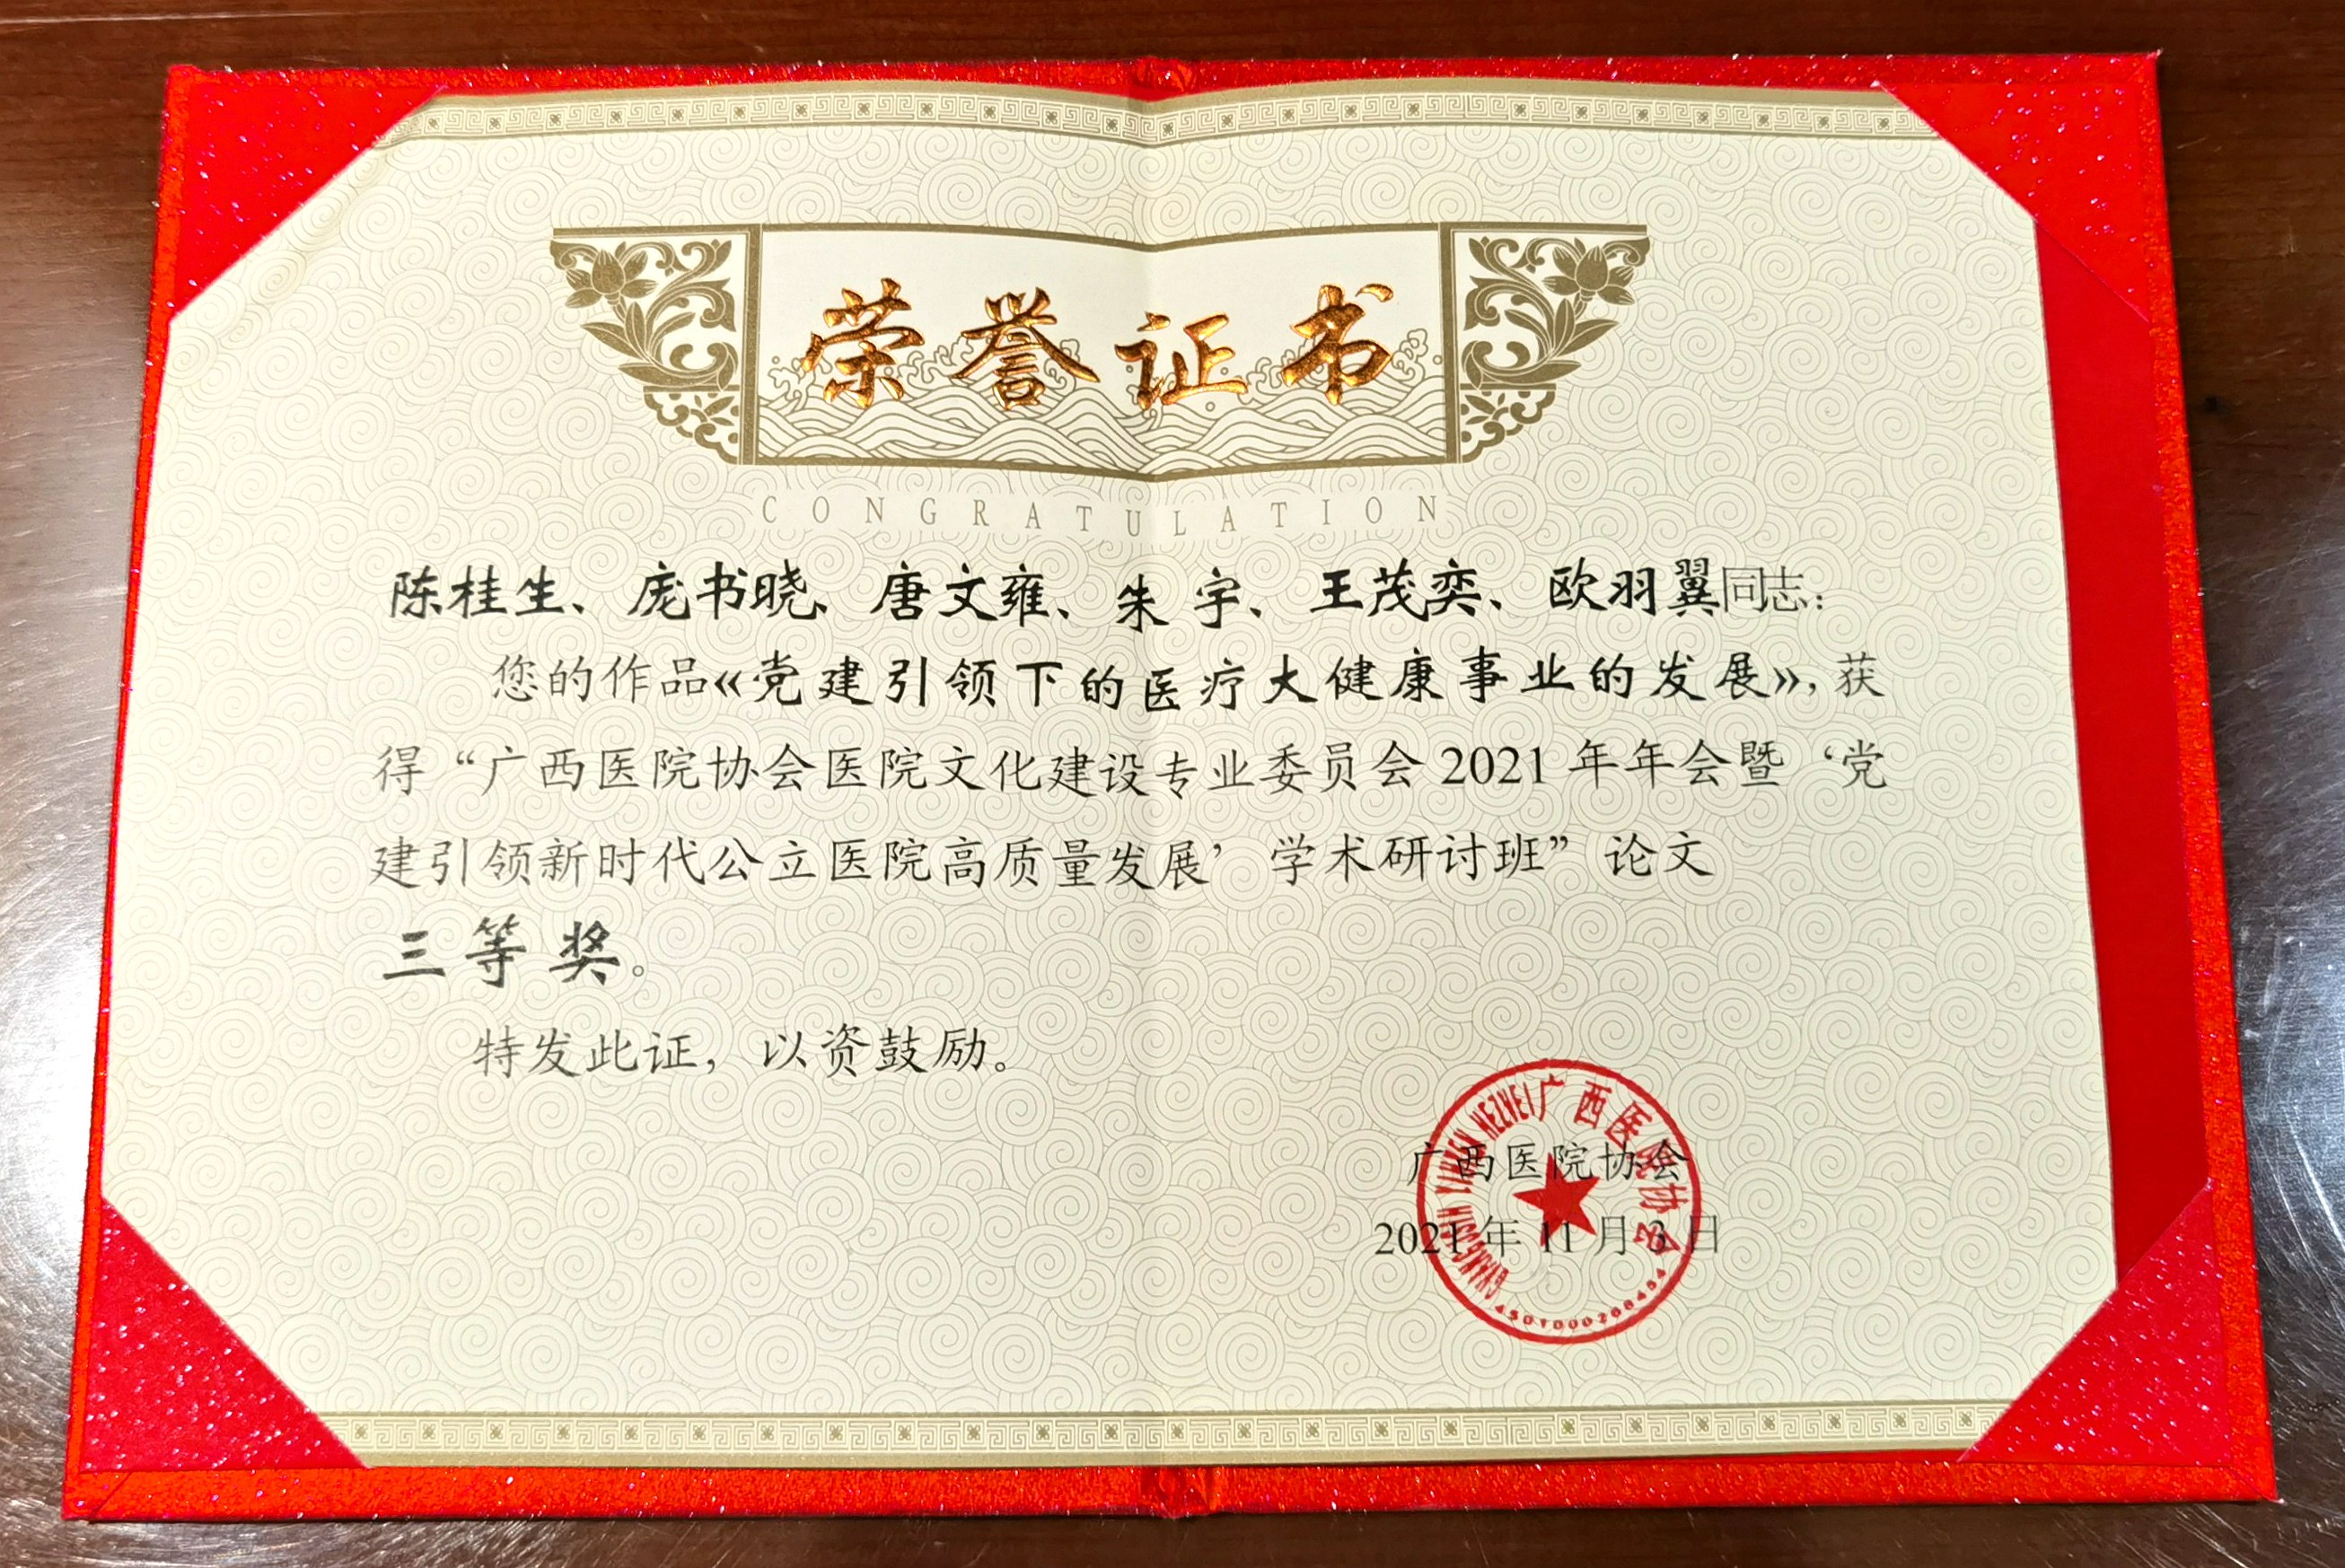 荣誉证书
CONGRATULATION
陈桂生、庞书晓、唐文雍、朱宇、王茂奕、欧羽翼同志：
您的作品《党建引领下的医疗大健康事业的发展》，获
得“广西医院协会医院文化建设专业委员会2021年年会暨‘党
建引领新时代公立医院高质量发展’学术研讨班”论文
三等奖。
特发此证，以资鼓励。
广西医院协会
2021年11月3日
广西医院协会